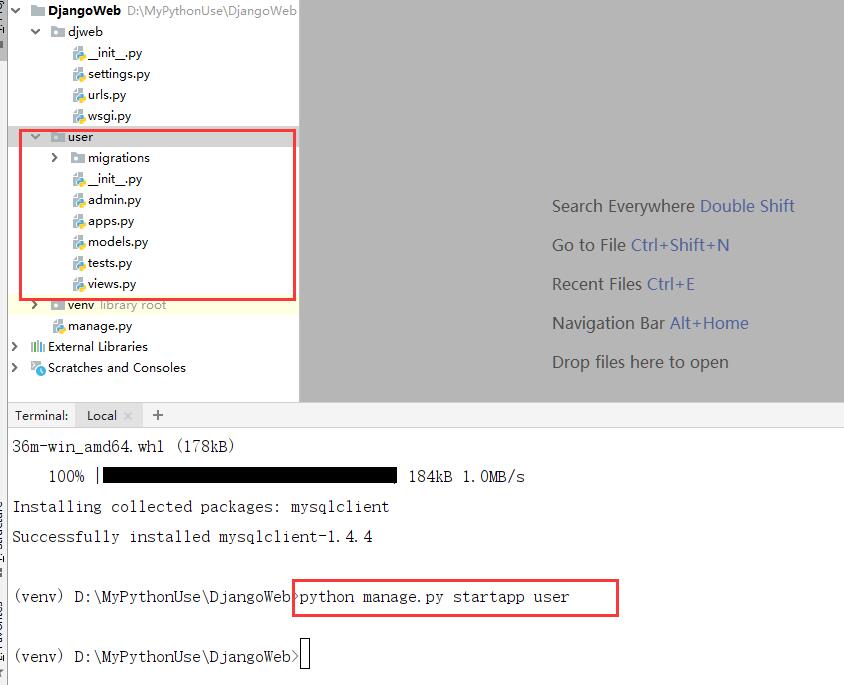 DjangoWeb D:\MyPythonUse\DjangoWeb
djweb
__init__.py
settings.py
urls.py
wsgi.py
user
migrations
__init__.py
admin.py
apps.py
models.py
tests.py
views.py
venv library root
manage.py
External Libraries
Scratches and Consoles
Search Everywhere Double Shift
Go to File Ctrl+Shift+N
Recent Files Ctrl+E
Navigation Bar Alt+Home
Drop files here to open
Terminal: Local × +
36m-win_amd64.whl (178kB)
100% | 184kB 1.0MB/s
Installing collected packages: mysqlclient
Successfully installed mysqlclient-1.4.4
(venv) D:\MyPythonUse\DjangoWeb>python manage.py startapp user
(venv) D:\MyPythonUse\DjangoWeb>